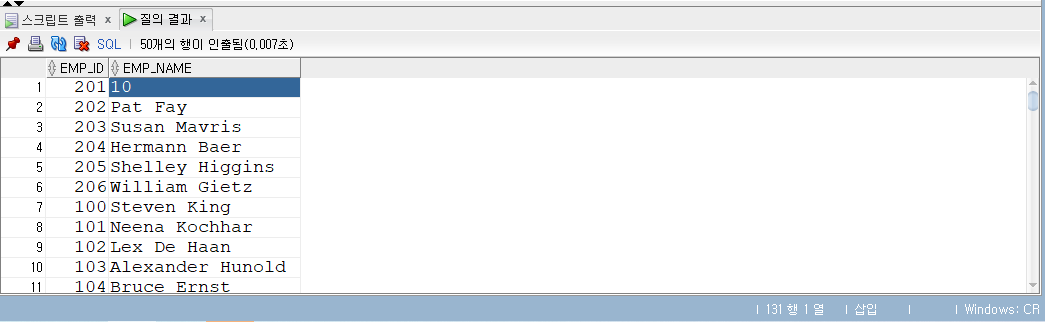 스크립트 출력 x 질의 결과 x
SQL | 50개의 행이 인출됨(0,007초)
EMP_ID EMP_NAME
1 201 10
2 202 Pat Fay
3 203 Susan Mavris
4 204 Hermann Baer
5 205 Shelley Higgins
6 206 William Gietz
7 100 Steven King
8 101 Neena Kochhar
9 102 Lex De Haan
10 103 Alexander Hunold
11 104 Bruce Ernst
| 131 행 1 열 | 삽입 | | Windows: CR